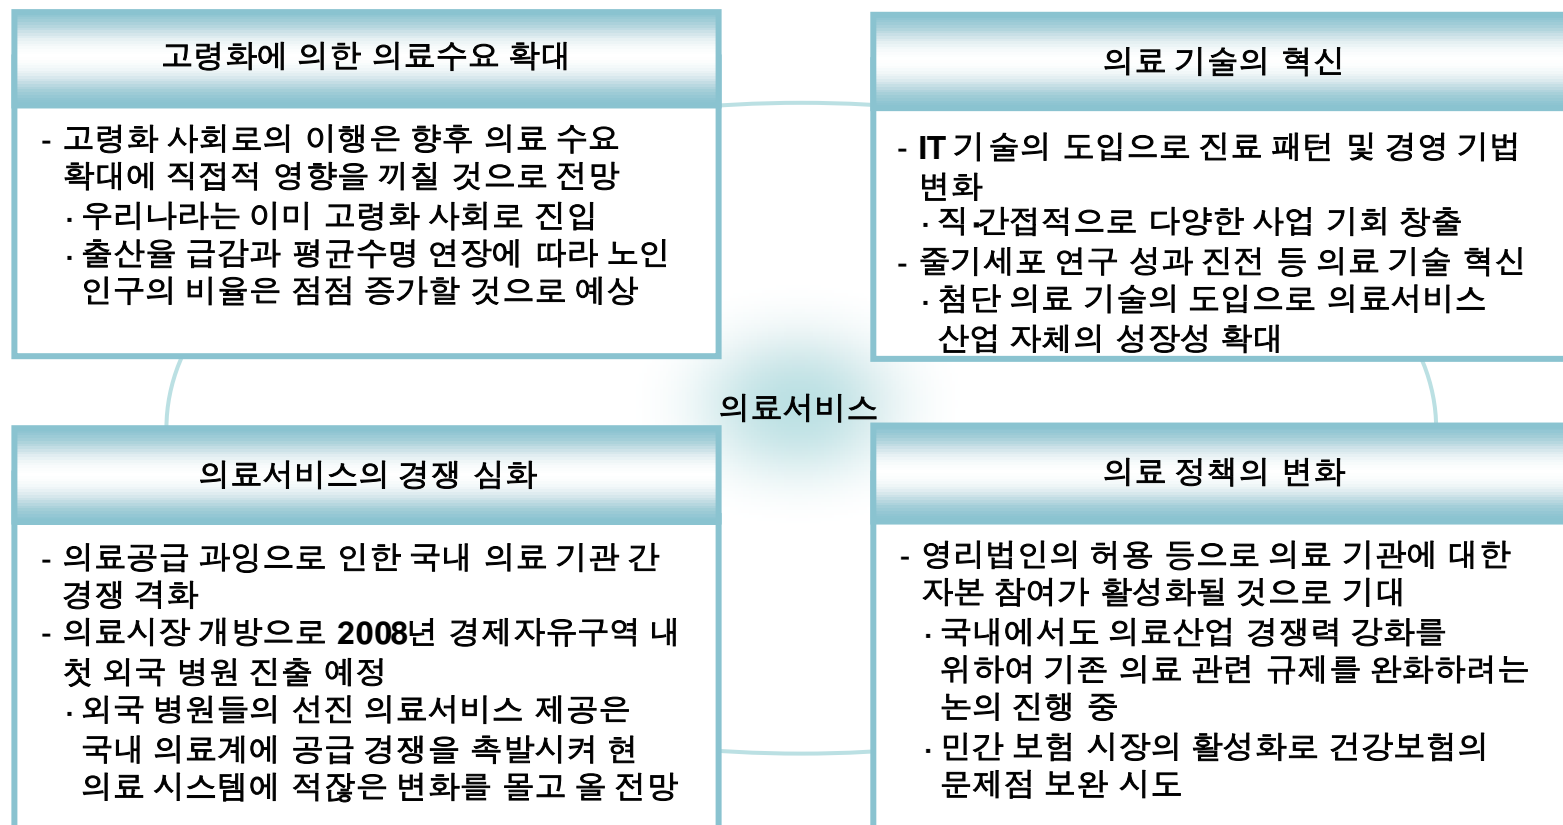 고령화에 의한 의료수요 확대
- 고령화 사회로의 이행은 향후 의료 수요
확대에 직접적 영향을 끼칠 것으로 전망
· 우리나라는 이미 고령화 사회로 진입
· 출산율 급감과 평균수명 연장에 따라 노인
인구의 비율은 점점 증가할 것으로 예상
의료 기술의 혁신
- IT 기술의 도입으로 진료 패턴 및 경영 기법
변화
· 직·간접적으로 다양한 사업 기회 창출
- 줄기세포 연구 성과 진전 등 의료 기술 혁신
· 첨단 의료 기술의 도입으로 의료서비스
산업 자체의 성장성 확대
의료서비스
의료서비스의 경쟁 심화
- 의료공급 과잉으로 인한 국내 의료 기관 간
경쟁 격화
- 의료시장 개방으로 2008년 경제자유구역 내
첫 외국 병원 진출 예정
· 외국 병원들의 선진 의료서비스 제공은
국내 의료계에 공급 경쟁을 촉발시켜 현
의료 시스템에 적잖은 변화를 몰고 올 전망
의료 정책의 변화
- 영리법인의 허용 등으로 의료 기관에 대한
자본 참여가 활성화될 것으로 기대
· 국내에서도 의료산업 경쟁력 강화를
위하여 기존 의료 관련 규제를 완화하려는
논의 진행 중
· 민간 보험 시장의 활성화로 건강보험의
문제점 보완 시도